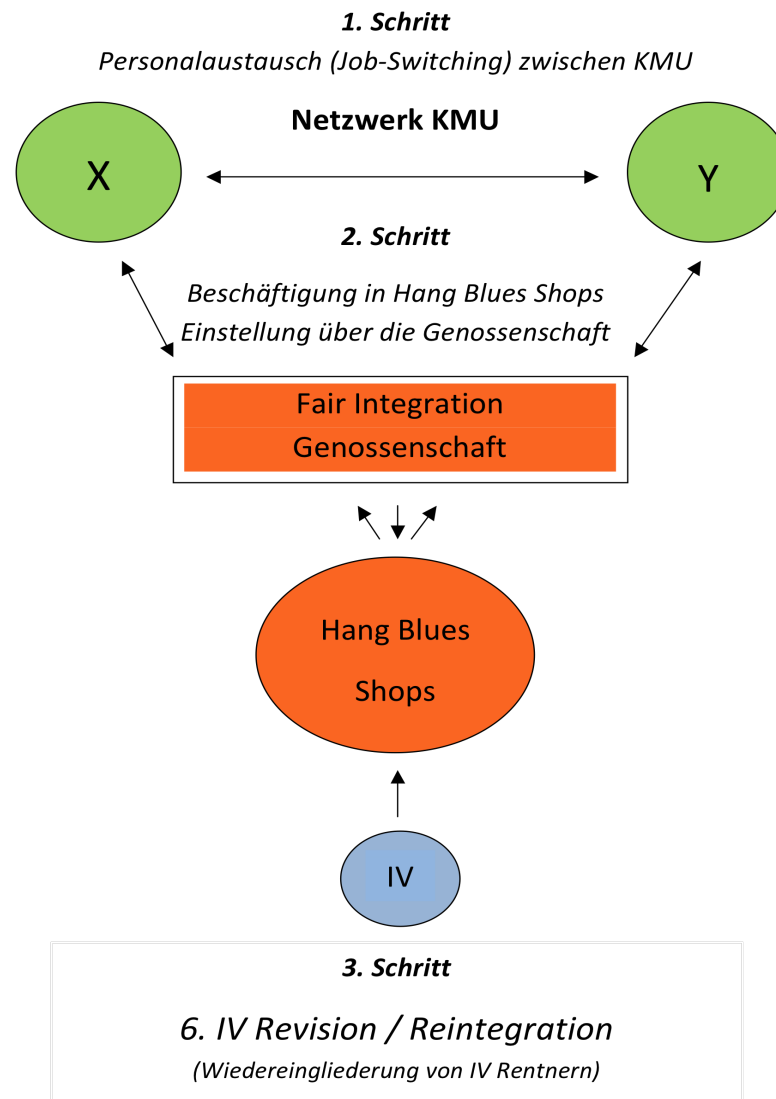 1. Schritt
Personalaustausch (Job-Switching) zwischen KMU
Netzwerk KMU
X
Y
2. Schritt
Beschäftigung in Hang Blues Shops
Einstellung über die Genossenschaft
Fair Integration
Genossenschaft
Hang Blues
Shops
IV
3. Schritt
6. IV Revision / Reintegration
(Wiedereingliederung von IV Rentnern)